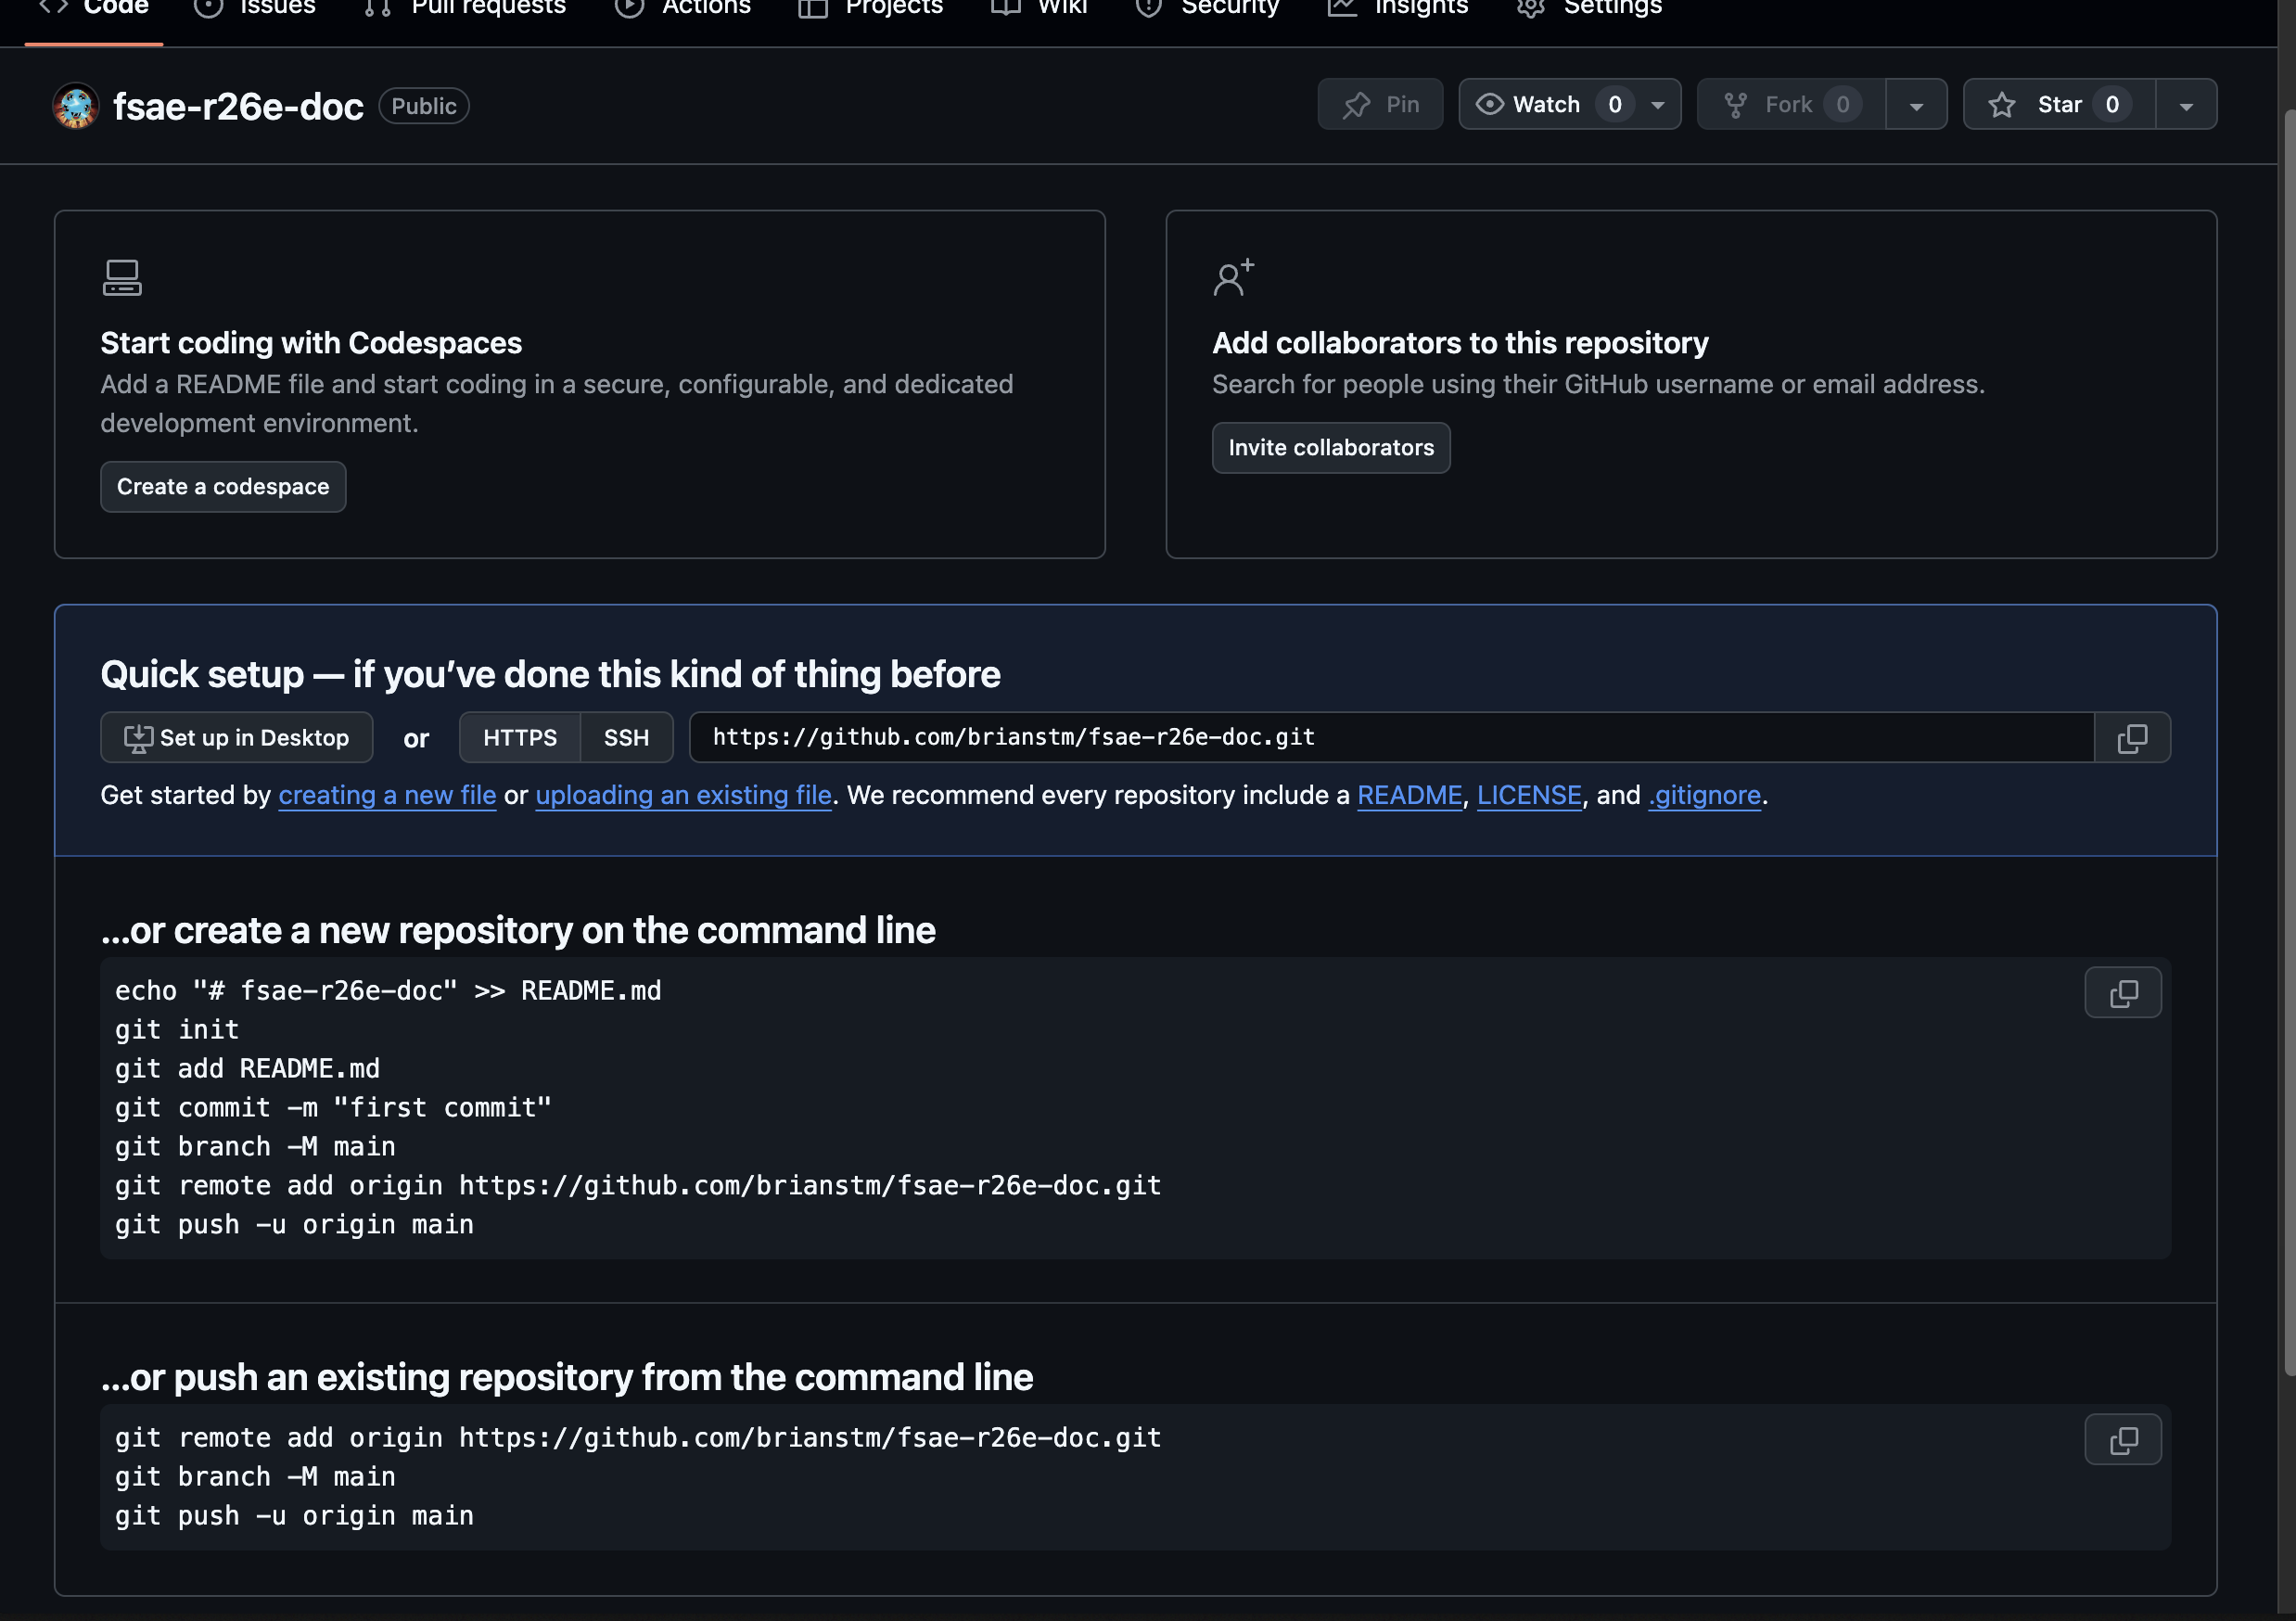 Code Issues Pull requests Actions Projects Wiki Security Insights Settings
fsae-r26e-doc Public Pin Watch 0 Fork 0 Star 0
Start coding with Codespaces
Add a README file and start coding in a secure, configurable, and dedicated
development environment.
Create a codespace
Add collaborators to this repository
Search for people using their GitHub username or email address.
Invite collaborators
Quick setup — if you’ve done this kind of thing before
Set up in Desktop or HTTPS SSH https://github.com/brianstm/fsae-r26e-doc.git
Get started by creating a new file or uploading an existing file. We recommend every repository include a README, LICENSE, and .gitignore.
…or create a new repository on the command line
echo "# fsae-r26e-doc" >> README.md
git init
git add README.md
git commit -m "first commit"
git branch -M main
git remote add origin https://github.com/brianstm/fsae-r26e-doc.git
git push -u origin main
…or push an existing repository from the command line
git remote add origin https://github.com/brianstm/fsae-r26e-doc.git
git branch -M main
git push -u origin main